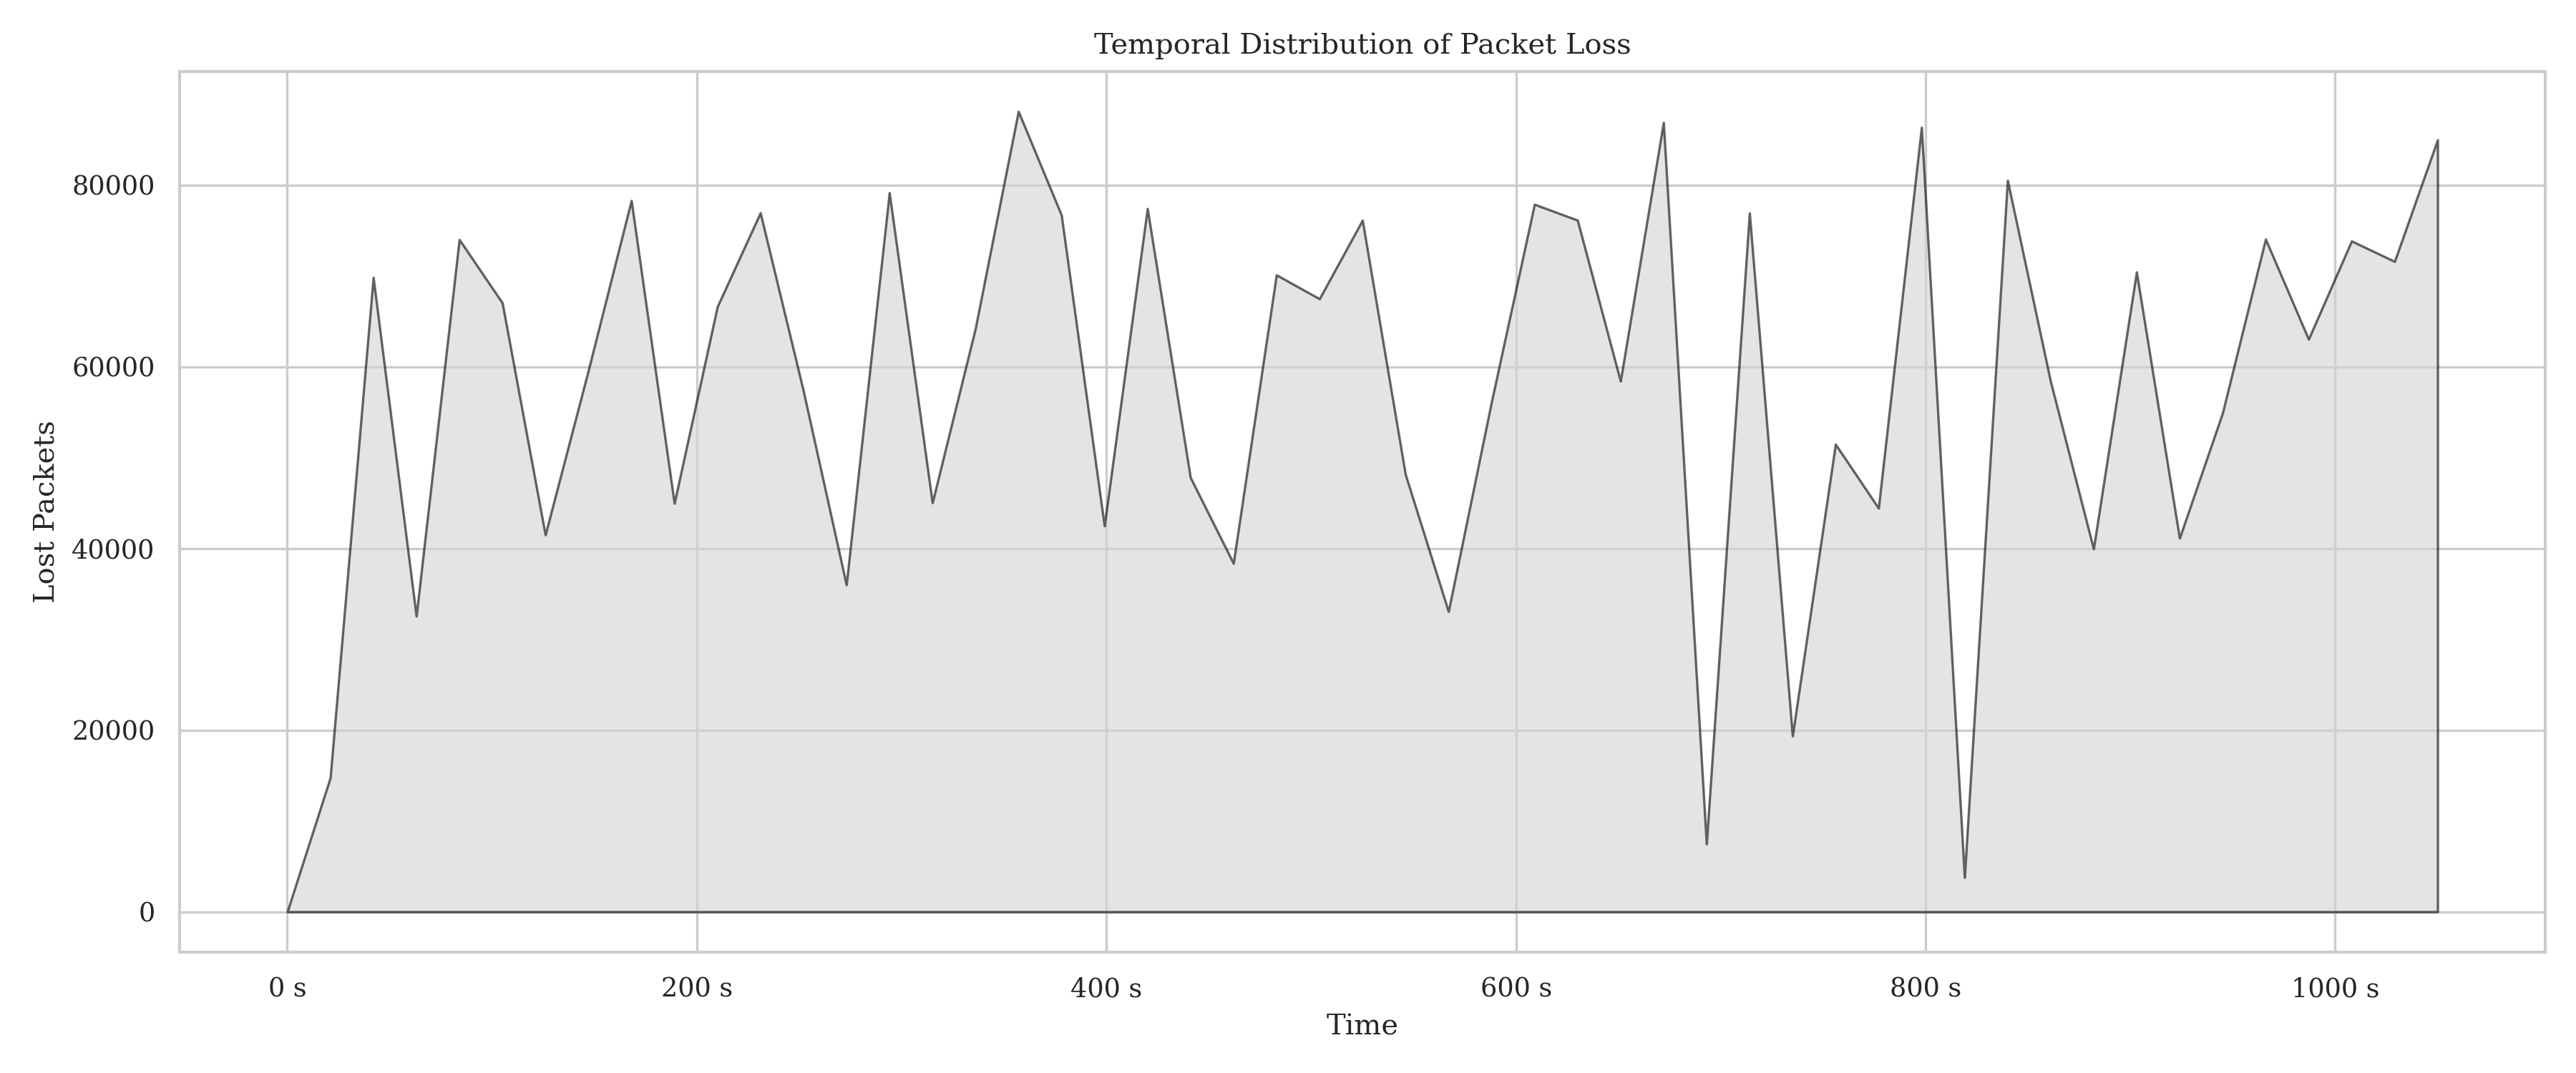 Temporal Distribution of Packet Loss
Lost Packets
80000
60000
40000
20000
0
0 s 200 s 400 s 600 s 800 s 1000 s
Time